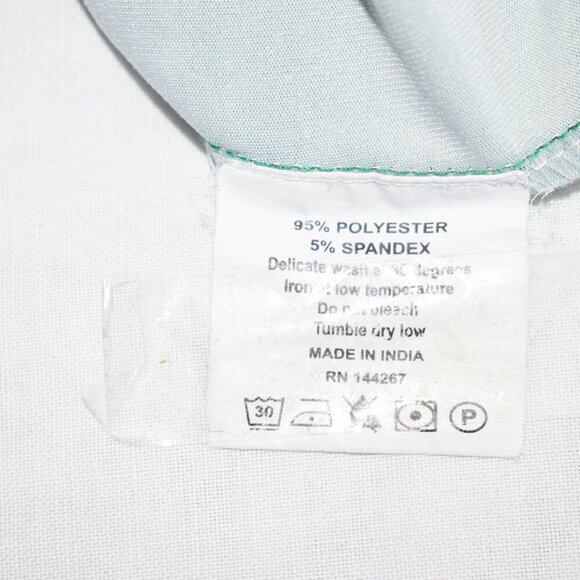 95% POLYESTER
5% SPANDEX
Delicate wash degrees
Iron at low temperature
Do not bleach
Tumble dry low
MADE IN INDIA
RN 144267
30 P